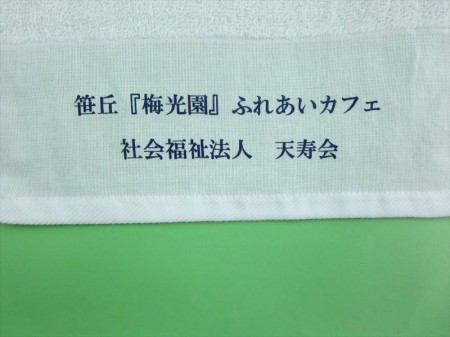 笹丘『梅光園』ふれあいカフェ
社会福祉法人　天寿会